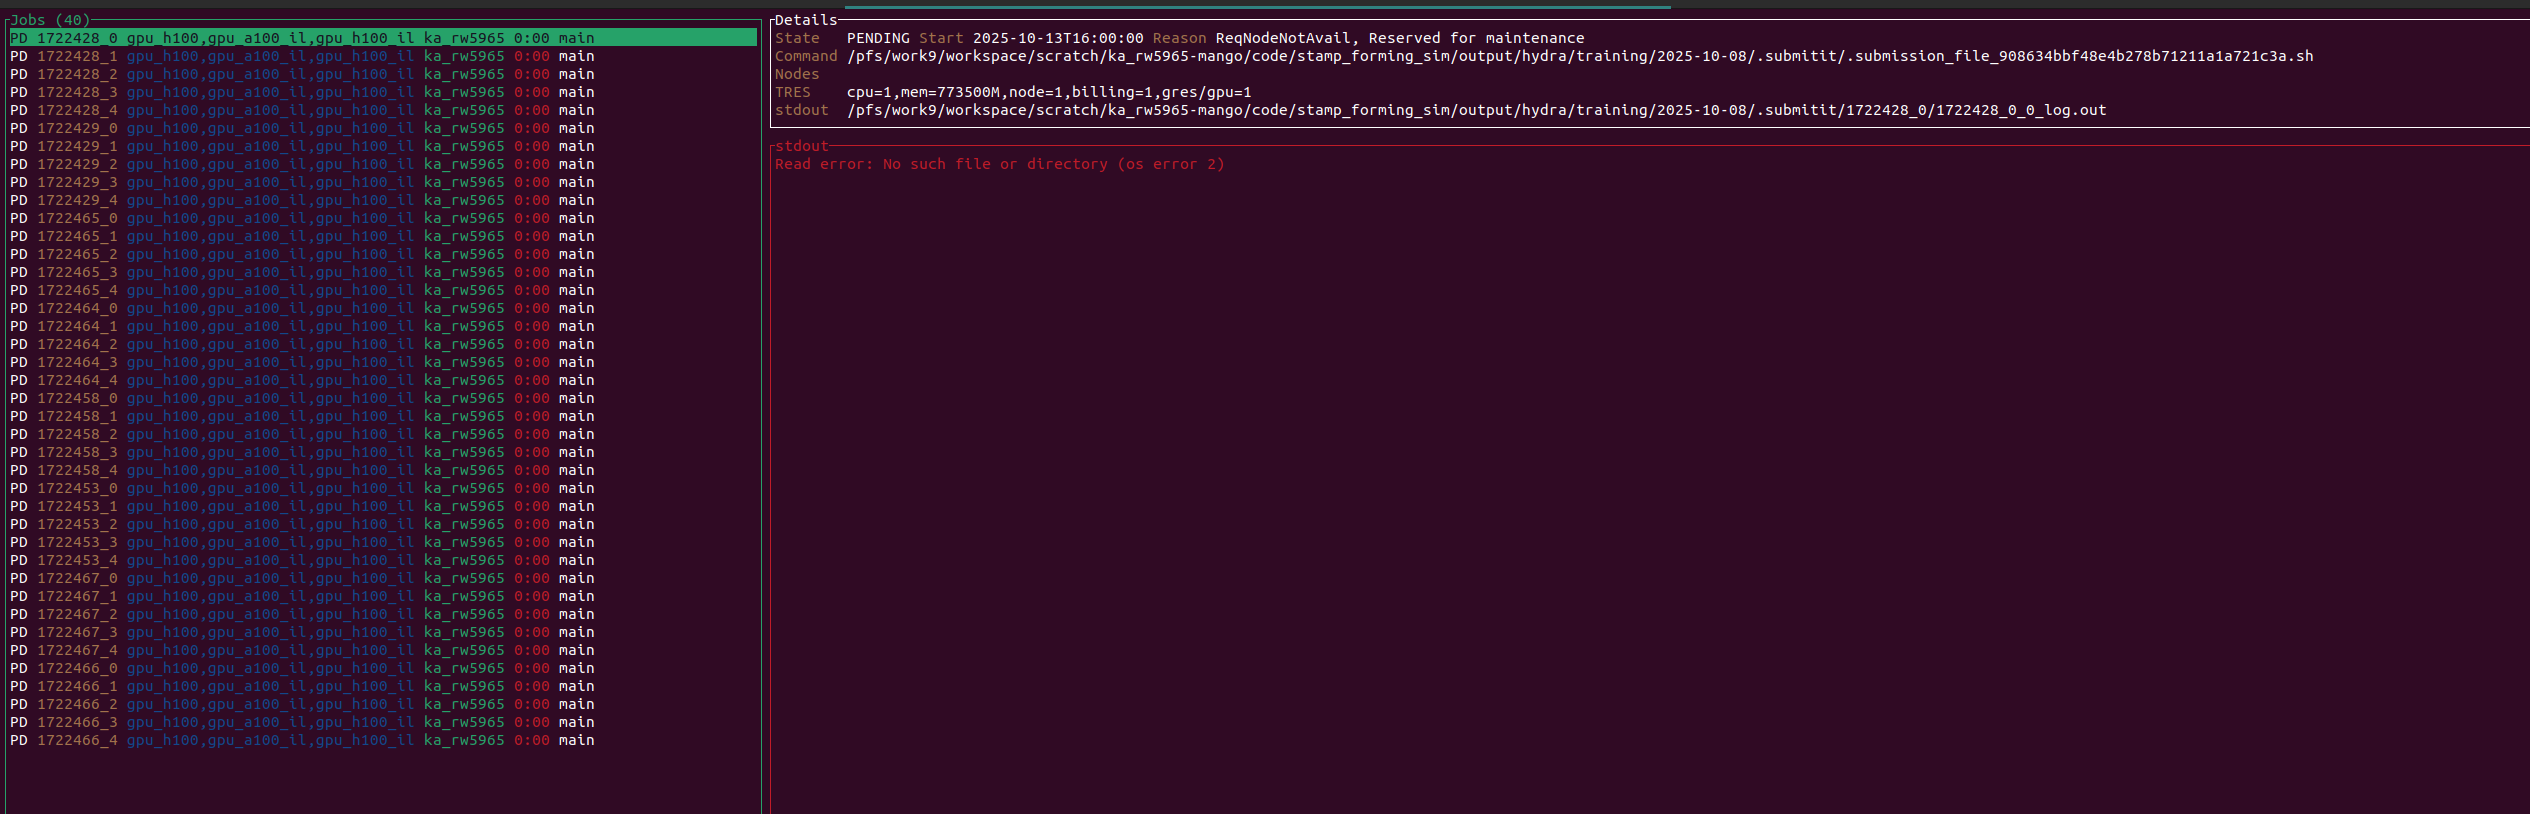 Jobs (40)
PD 1722428_0 gpu_h100,gpu_a100_il,gpu_h100_il ka_rw5965 0:00 main
PD 1722428_1 gpu_h100,gpu_a100_il,gpu_h100_il ka_rw5965 0:00 main
PD 1722428_2 gpu_h100,gpu_a100_il,gpu_h100_il ka_rw5965 0:00 main
PD 1722428_3 gpu_h100,gpu_a100_il,gpu_h100_il ka_rw5965 0:00 main
PD 1722428_4 gpu_h100,gpu_a100_il,gpu_h100_il ka_rw5965 0:00 main
PD 1722429_0 gpu_h100,gpu_a100_il,gpu_h100_il ka_rw5965 0:00 main
PD 1722429_1 gpu_h100,gpu_a100_il,gpu_h100_il ka_rw5965 0:00 main
PD 1722429_2 gpu_h100,gpu_a100_il,gpu_h100_il ka_rw5965 0:00 main
PD 1722429_3 gpu_h100,gpu_a100_il,gpu_h100_il ka_rw5965 0:00 main
PD 1722429_4 gpu_h100,gpu_a100_il,gpu_h100_il ka_rw5965 0:00 main
PD 1722465_0 gpu_h100,gpu_a100_il,gpu_h100_il ka_rw5965 0:00 main
PD 1722465_1 gpu_h100,gpu_a100_il,gpu_h100_il ka_rw5965 0:00 main
PD 1722465_2 gpu_h100,gpu_a100_il,gpu_h100_il ka_rw5965 0:00 main
PD 1722465_3 gpu_h100,gpu_a100_il,gpu_h100_il ka_rw5965 0:00 main
PD 1722465_4 gpu_h100,gpu_a100_il,gpu_h100_il ka_rw5965 0:00 main
PD 1722464_0 gpu_h100,gpu_a100_il,gpu_h100_il ka_rw5965 0:00 main
PD 1722464_1 gpu_h100,gpu_a100_il,gpu_h100_il ka_rw5965 0:00 main
PD 1722464_2 gpu_h100,gpu_a100_il,gpu_h100_il ka_rw5965 0:00 main
PD 1722464_3 gpu_h100,gpu_a100_il,gpu_h100_il ka_rw5965 0:00 main
PD 1722464_4 gpu_h100,gpu_a100_il,gpu_h100_il ka_rw5965 0:00 main
PD 1722458_0 gpu_h100,gpu_a100_il,gpu_h100_il ka_rw5965 0:00 main
PD 1722458_1 gpu_h100,gpu_a100_il,gpu_h100_il ka_rw5965 0:00 main
PD 1722458_2 gpu_h100,gpu_a100_il,gpu_h100_il ka_rw5965 0:00 main
PD 1722458_3 gpu_h100,gpu_a100_il,gpu_h100_il ka_rw5965 0:00 main
PD 1722458_4 gpu_h100,gpu_a100_il,gpu_h100_il ka_rw5965 0:00 main
PD 1722453_0 gpu_h100,gpu_a100_il,gpu_h100_il ka_rw5965 0:00 main
PD 1722453_1 gpu_h100,gpu_a100_il,gpu_h100_il ka_rw5965 0:00 main
PD 1722453_2 gpu_h100,gpu_a100_il,gpu_h100_il ka_rw5965 0:00 main
PD 1722453_3 gpu_h100,gpu_a100_il,gpu_h100_il ka_rw5965 0:00 main
PD 1722453_4 gpu_h100,gpu_a100_il,gpu_h100_il ka_rw5965 0:00 main
PD 1722467_0 gpu_h100,gpu_a100_il,gpu_h100_il ka_rw5965 0:00 main
PD 1722467_1 gpu_h100,gpu_a100_il,gpu_h100_il ka_rw5965 0:00 main
PD 1722467_2 gpu_h100,gpu_a100_il,gpu_h100_il ka_rw5965 0:00 main
PD 1722467_3 gpu_h100,gpu_a100_il,gpu_h100_il ka_rw5965 0:00 main
PD 1722467_4 gpu_h100,gpu_a100_il,gpu_h100_il ka_rw5965 0:00 main
PD 1722466_0 gpu_h100,gpu_a100_il,gpu_h100_il ka_rw5965 0:00 main
PD 1722466_1 gpu_h100,gpu_a100_il,gpu_h100_il ka_rw5965 0:00 main
PD 1722466_2 gpu_h100,gpu_a100_il,gpu_h100_il ka_rw5965 0:00 main
PD 1722466_3 gpu_h100,gpu_a100_il,gpu_h100_il ka_rw5965 0:00 main
PD 1722466_4 gpu_h100,gpu_a100_il,gpu_h100_il ka_rw5965 0:00 main
Details
State PENDING Start 2025-10-13T16:00:00 Reason ReqNodeNotAvail, Reserved for maintenance
Command /pfs/work9/workspace/scratch/ka_rw5965-mango/code/stamp_forming_sim/output/hydra/training/2025-10-08/.submitit/.submission_file_908634bbf48e4b278b71211a1a721c3a.sh
Nodes
TRES cpu=1,mem=773500M,node=1,billing=1,gres/gpu=1
stdout /pfs/work9/workspace/scratch/ka_rw5965-mango/code/stamp_forming_sim/output/hydra/training/2025-10-08/.submitit/1722428_0/1722428_0_0_log.out
stdout
Read error: No such file or directory (os error 2)